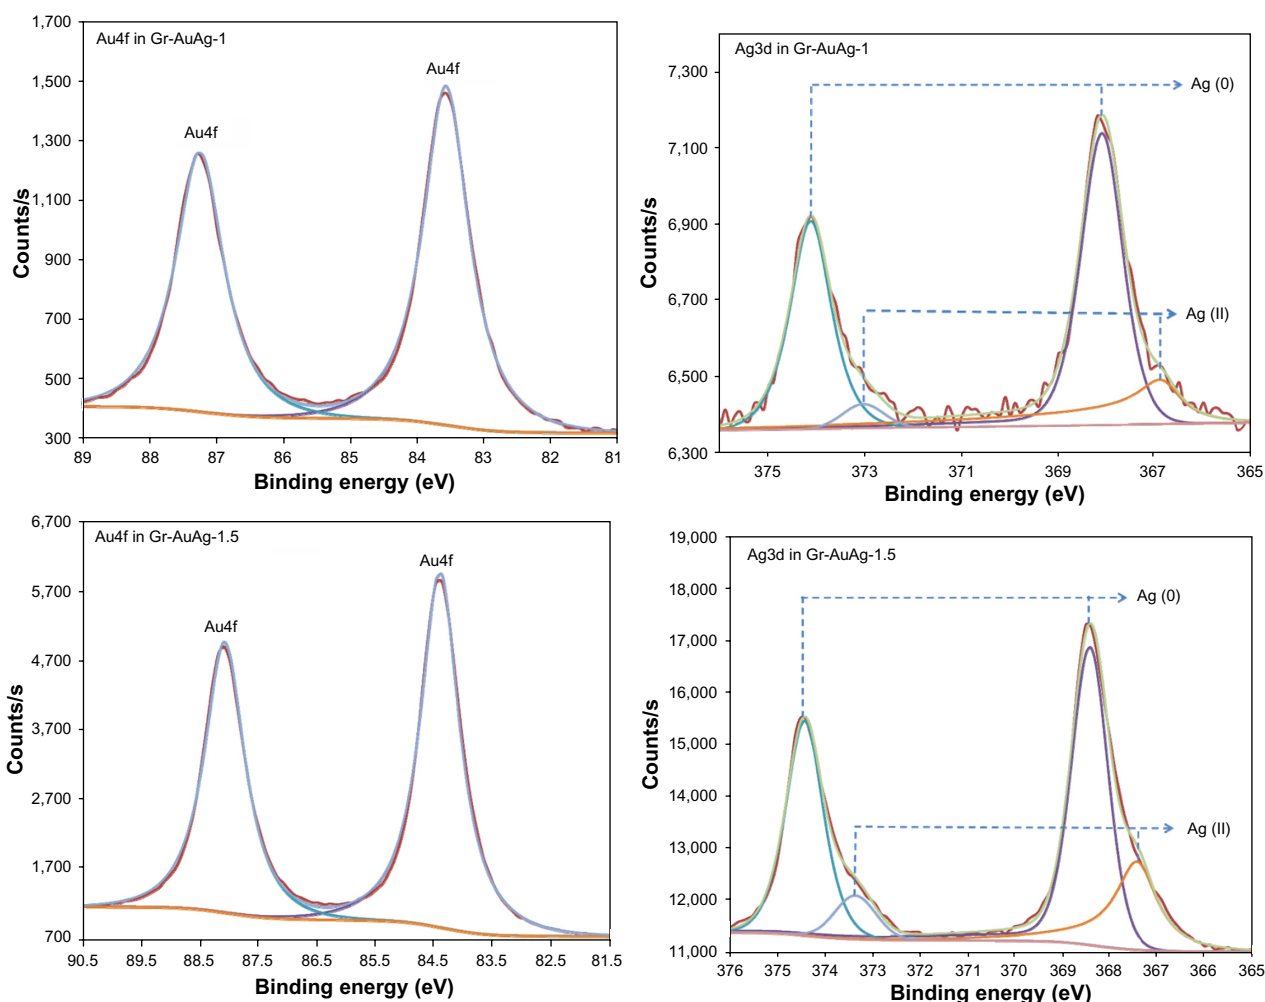 Au4f in Gr-AuAg-1
Au4f
Au4f
Counts/s
1,700
1,500
1,300
1,100
900
700
500
300
89 88 87 86 85 84 83 82 81
Binding energy (eV)
Ag3d in Gr-AuAg-1
Ag (0)
Ag (II)
Counts/s
7,300
7,100
6,900
6,700
6,500
6,300
375 373 371 369 367 365
Binding energy (eV)
Au4f in Gr-AuAg-1.5
Au4f
Au4f
Counts/s
6,700
5,700
4,700
3,700
2,700
1,700
700
90.5 89.5 88.5 87.5 86.5 85.5 84.5 83.5 82.5 81.5
Binding energy (eV)
Ag3d in Gr-AuAg-1.5
Ag (0)
Ag (II)
Counts/s
19,000
18,000
17,000
16,000
15,000
14,000
13,000
12,000
11,000
376 375 374 373 372 371 370 369 368 367 366 365
Binding energy (eV)